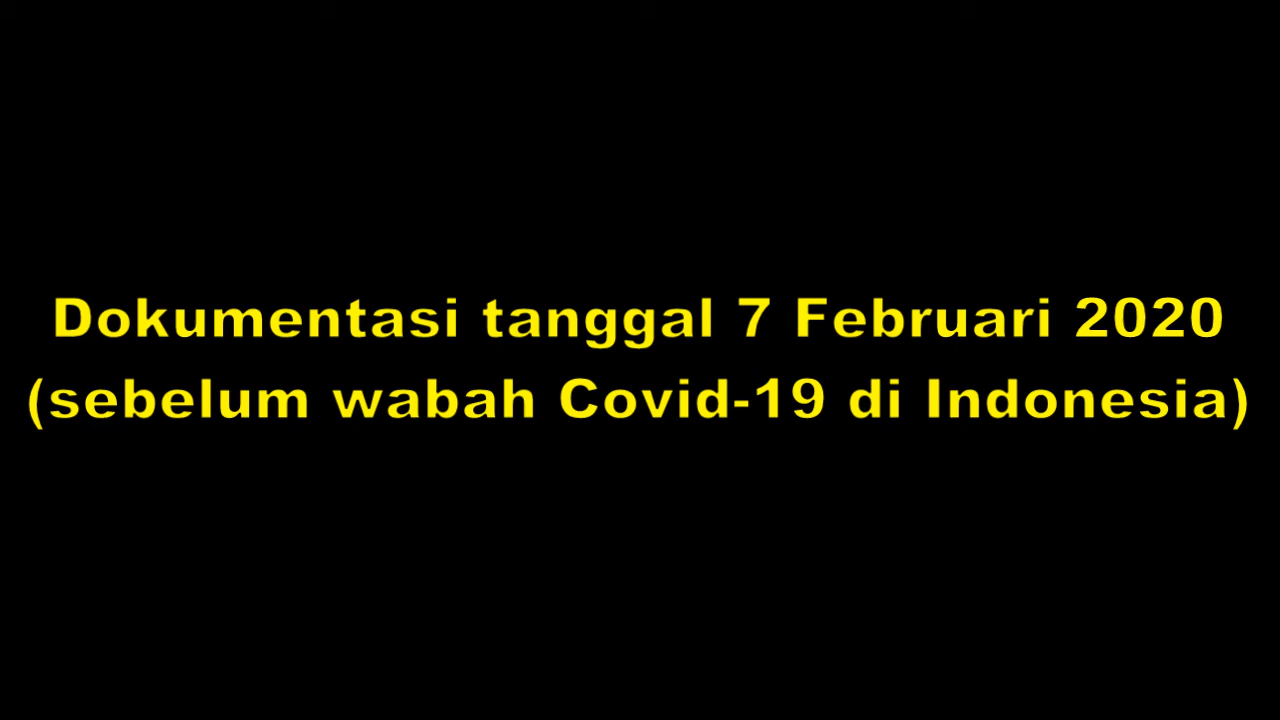 Dokumentasi tanggal 7 Februari 2020
(sebelum wabah Covid-19 di Indonesia)